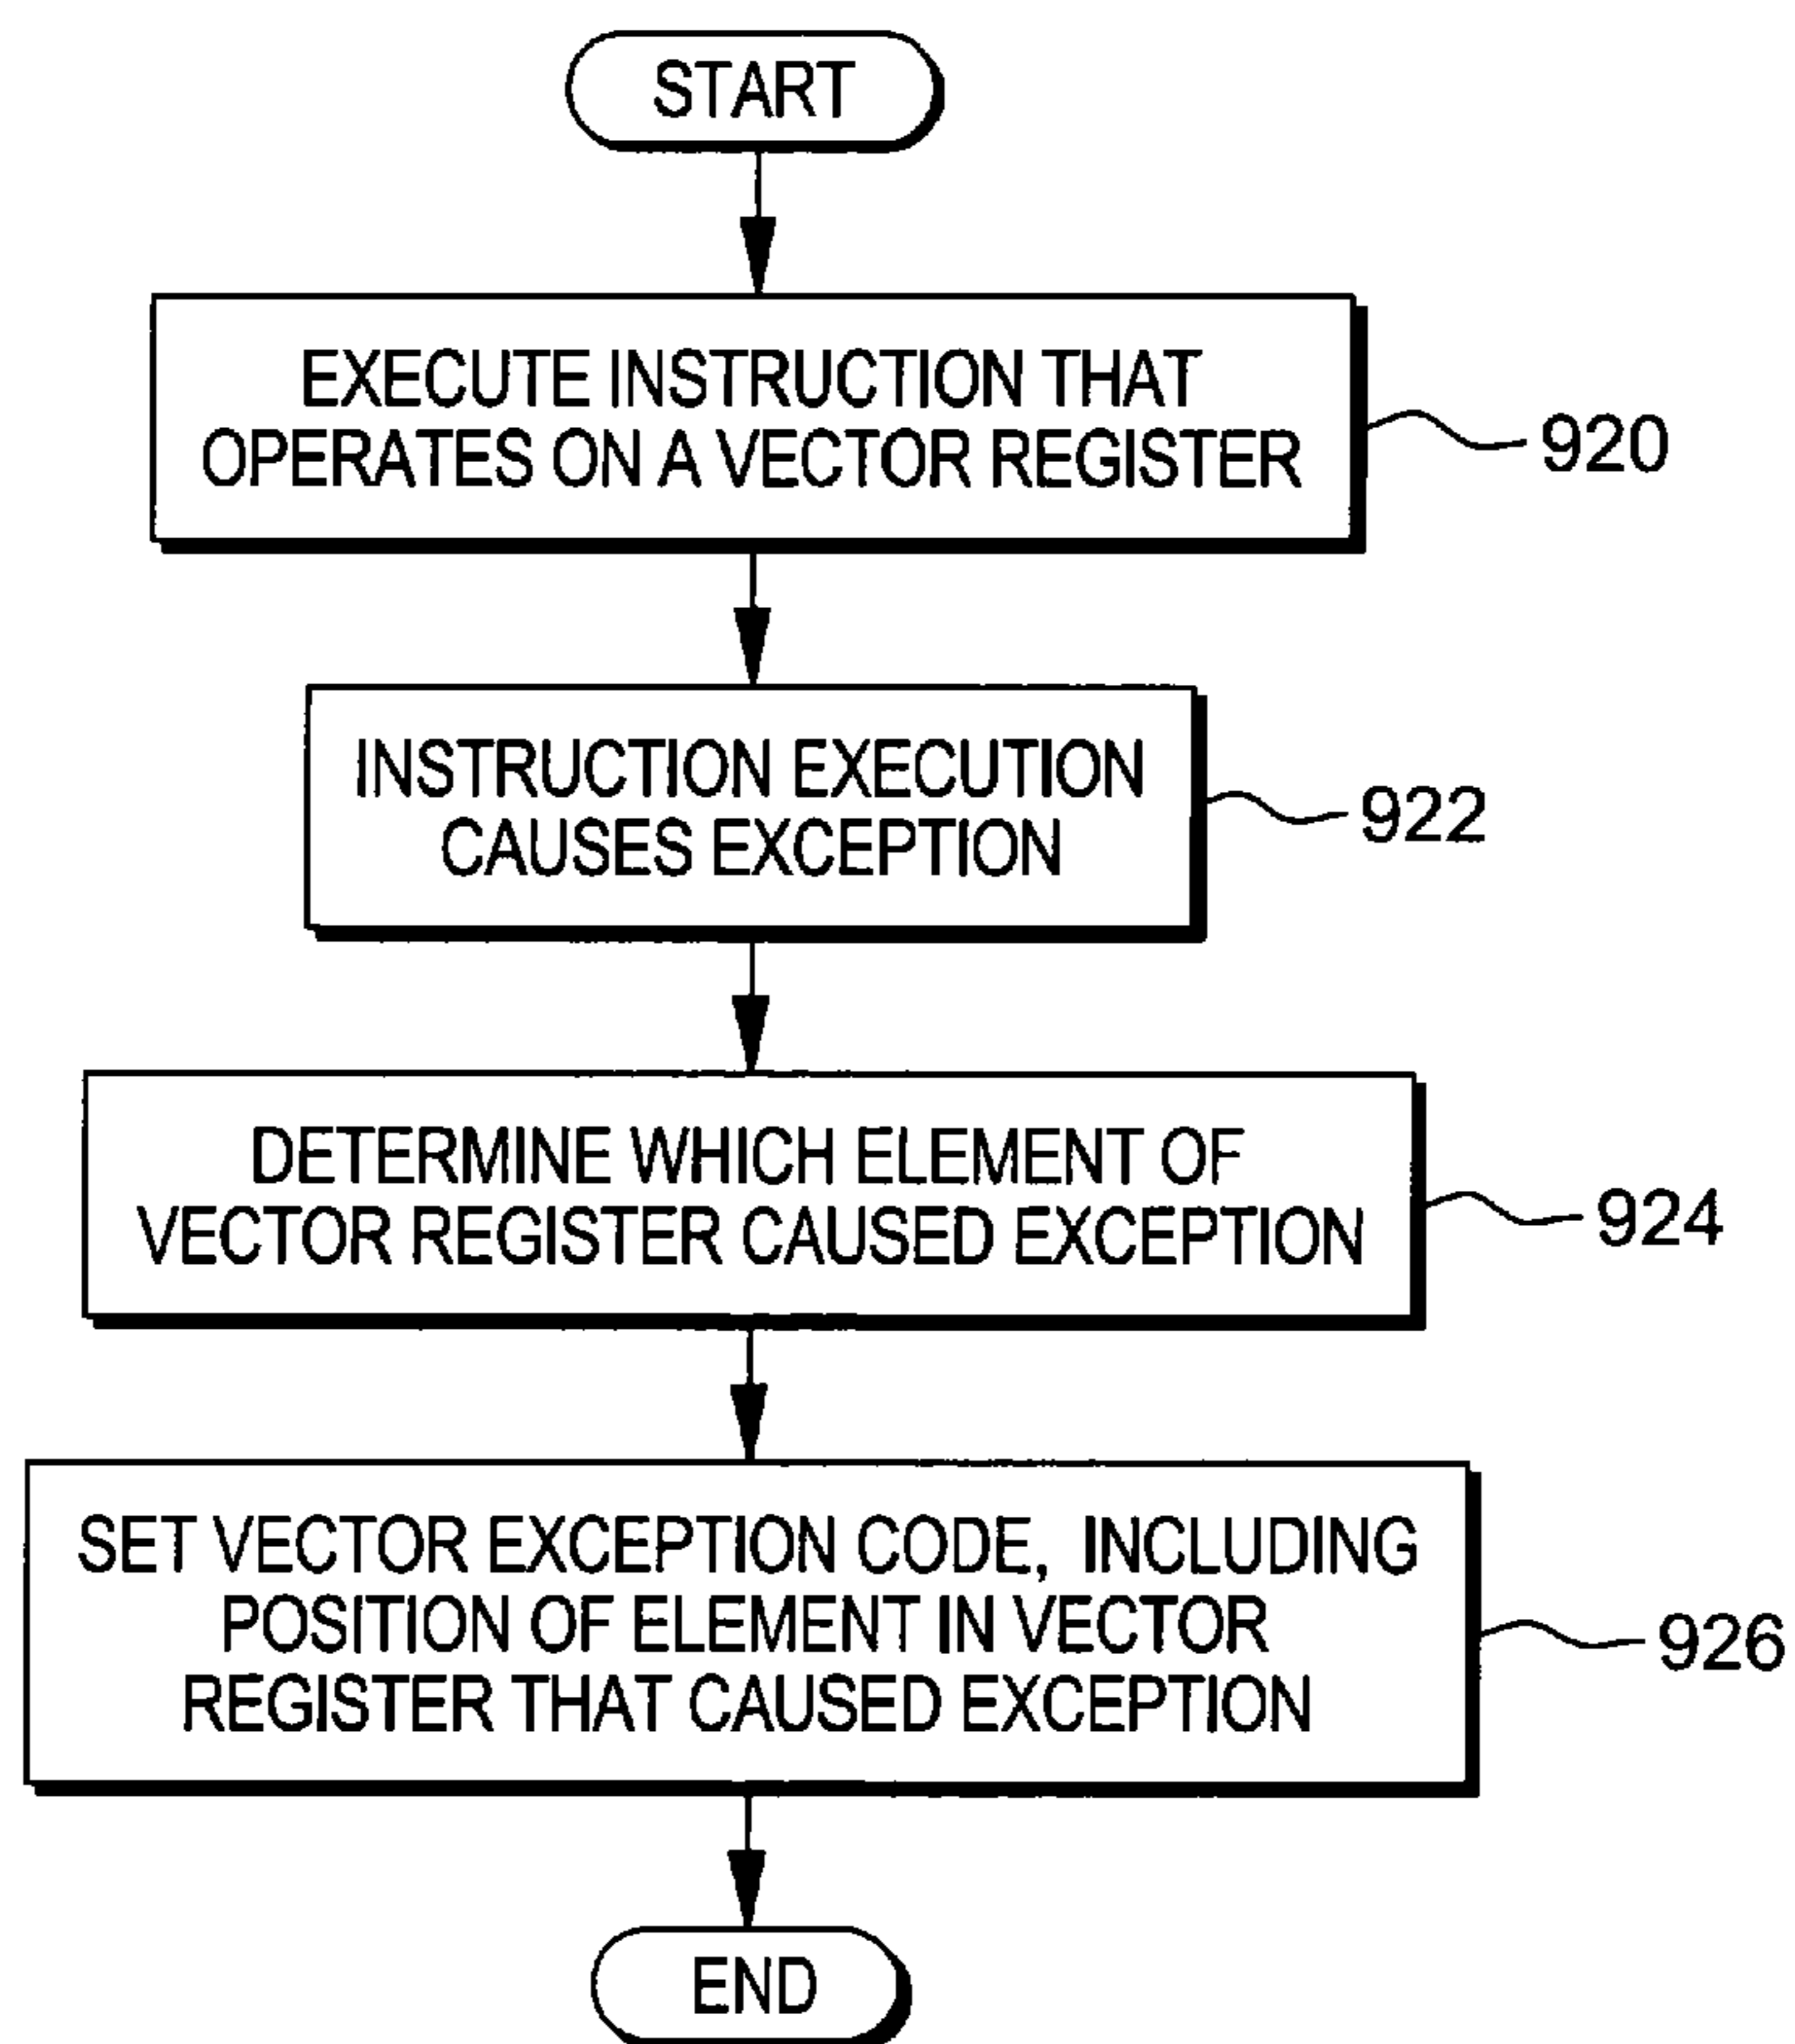 START
EXECUTE INSTRUCTION THAT
OPERATES ON A VECTOR REGISTER
920
INSTRUCTION EXECUTION
CAUSES EXCEPTION
922
DETERMINE WHICH ELEMENT OF
VECTOR REGISTER CAUSED EXCEPTION
924
SET VECTOR EXCEPTION CODE, INCLUDING
POSITION OF ELEMENT IN VECTOR
REGISTER THAT CAUSED EXCEPTION
926
END